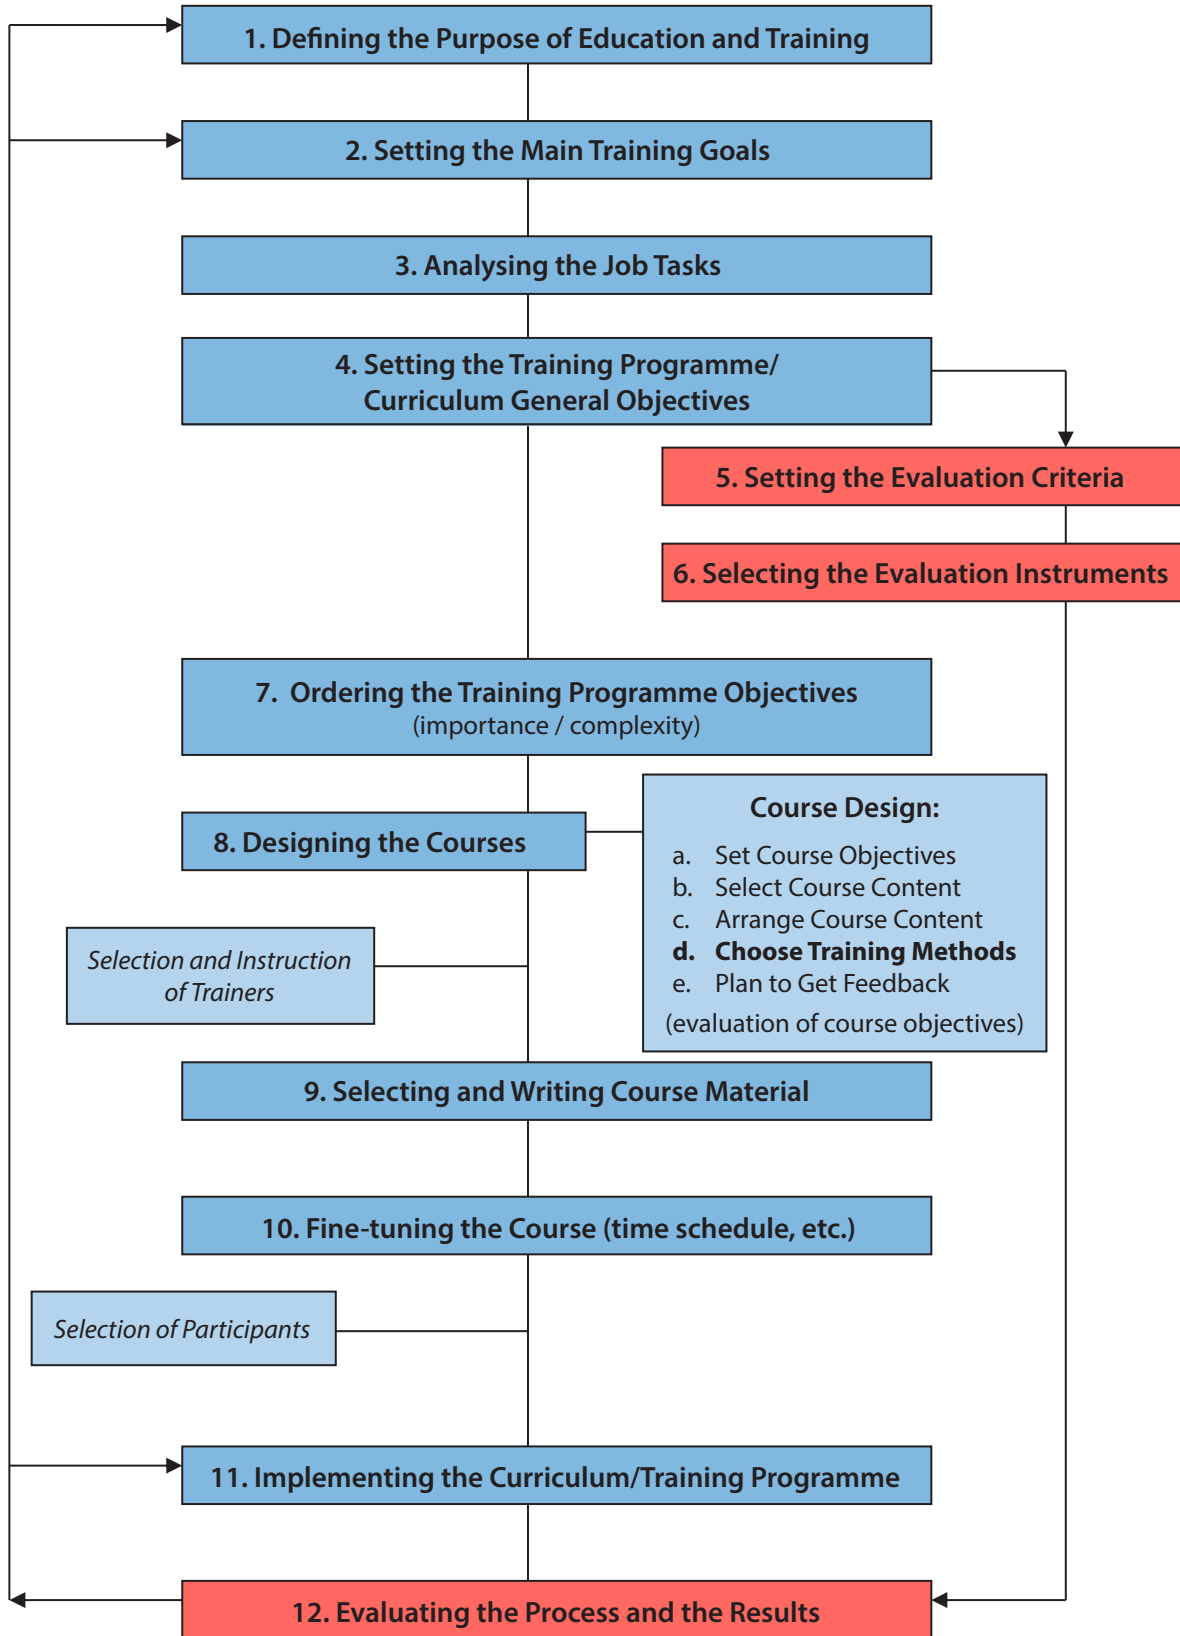 1. Defining the Purpose of Education and Training
2. Setting the Main Training Goals
3. Analysing the Job Tasks
4. Setting the Training Programme/
Curriculum General Objectives
5. Setting the Evaluation Criteria
6. Selecting the Evaluation Instruments
7. Ordering the Training Programme Objectives
(importance / complexity)
8. Designing the Courses
Course Design:
a. Set Course Objectives
b. Select Course Content
c. Arrange Course Content
d. Choose Training Methods
e. Plan to Get Feedback
(evaluation of course objectives)
Selection and Instruction
of Trainers
9. Selecting and Writing Course Material
10. Fine-tuning the Course (time schedule, etc.)
Selection of Participants
11. Implementing the Curriculum/Training Programme
12. Evaluating the Process and the Results